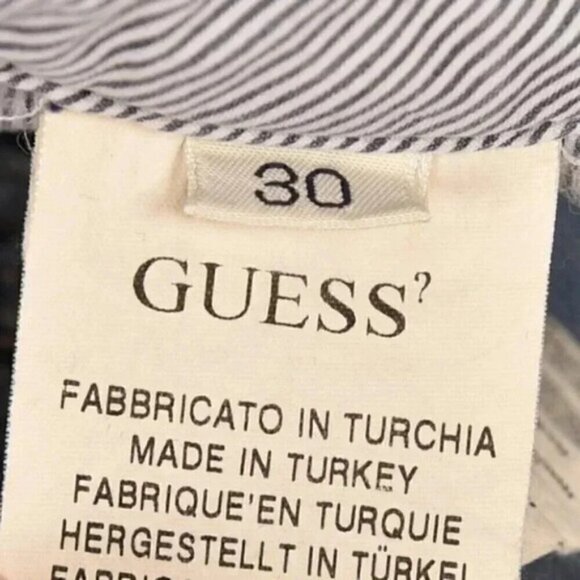 30
GUESS?
FABBRICATO IN TURCHIA
MADE IN TURKEY
FABRIQUE'EN TURQUIE
HERGESTELLT IN TÜRKEI